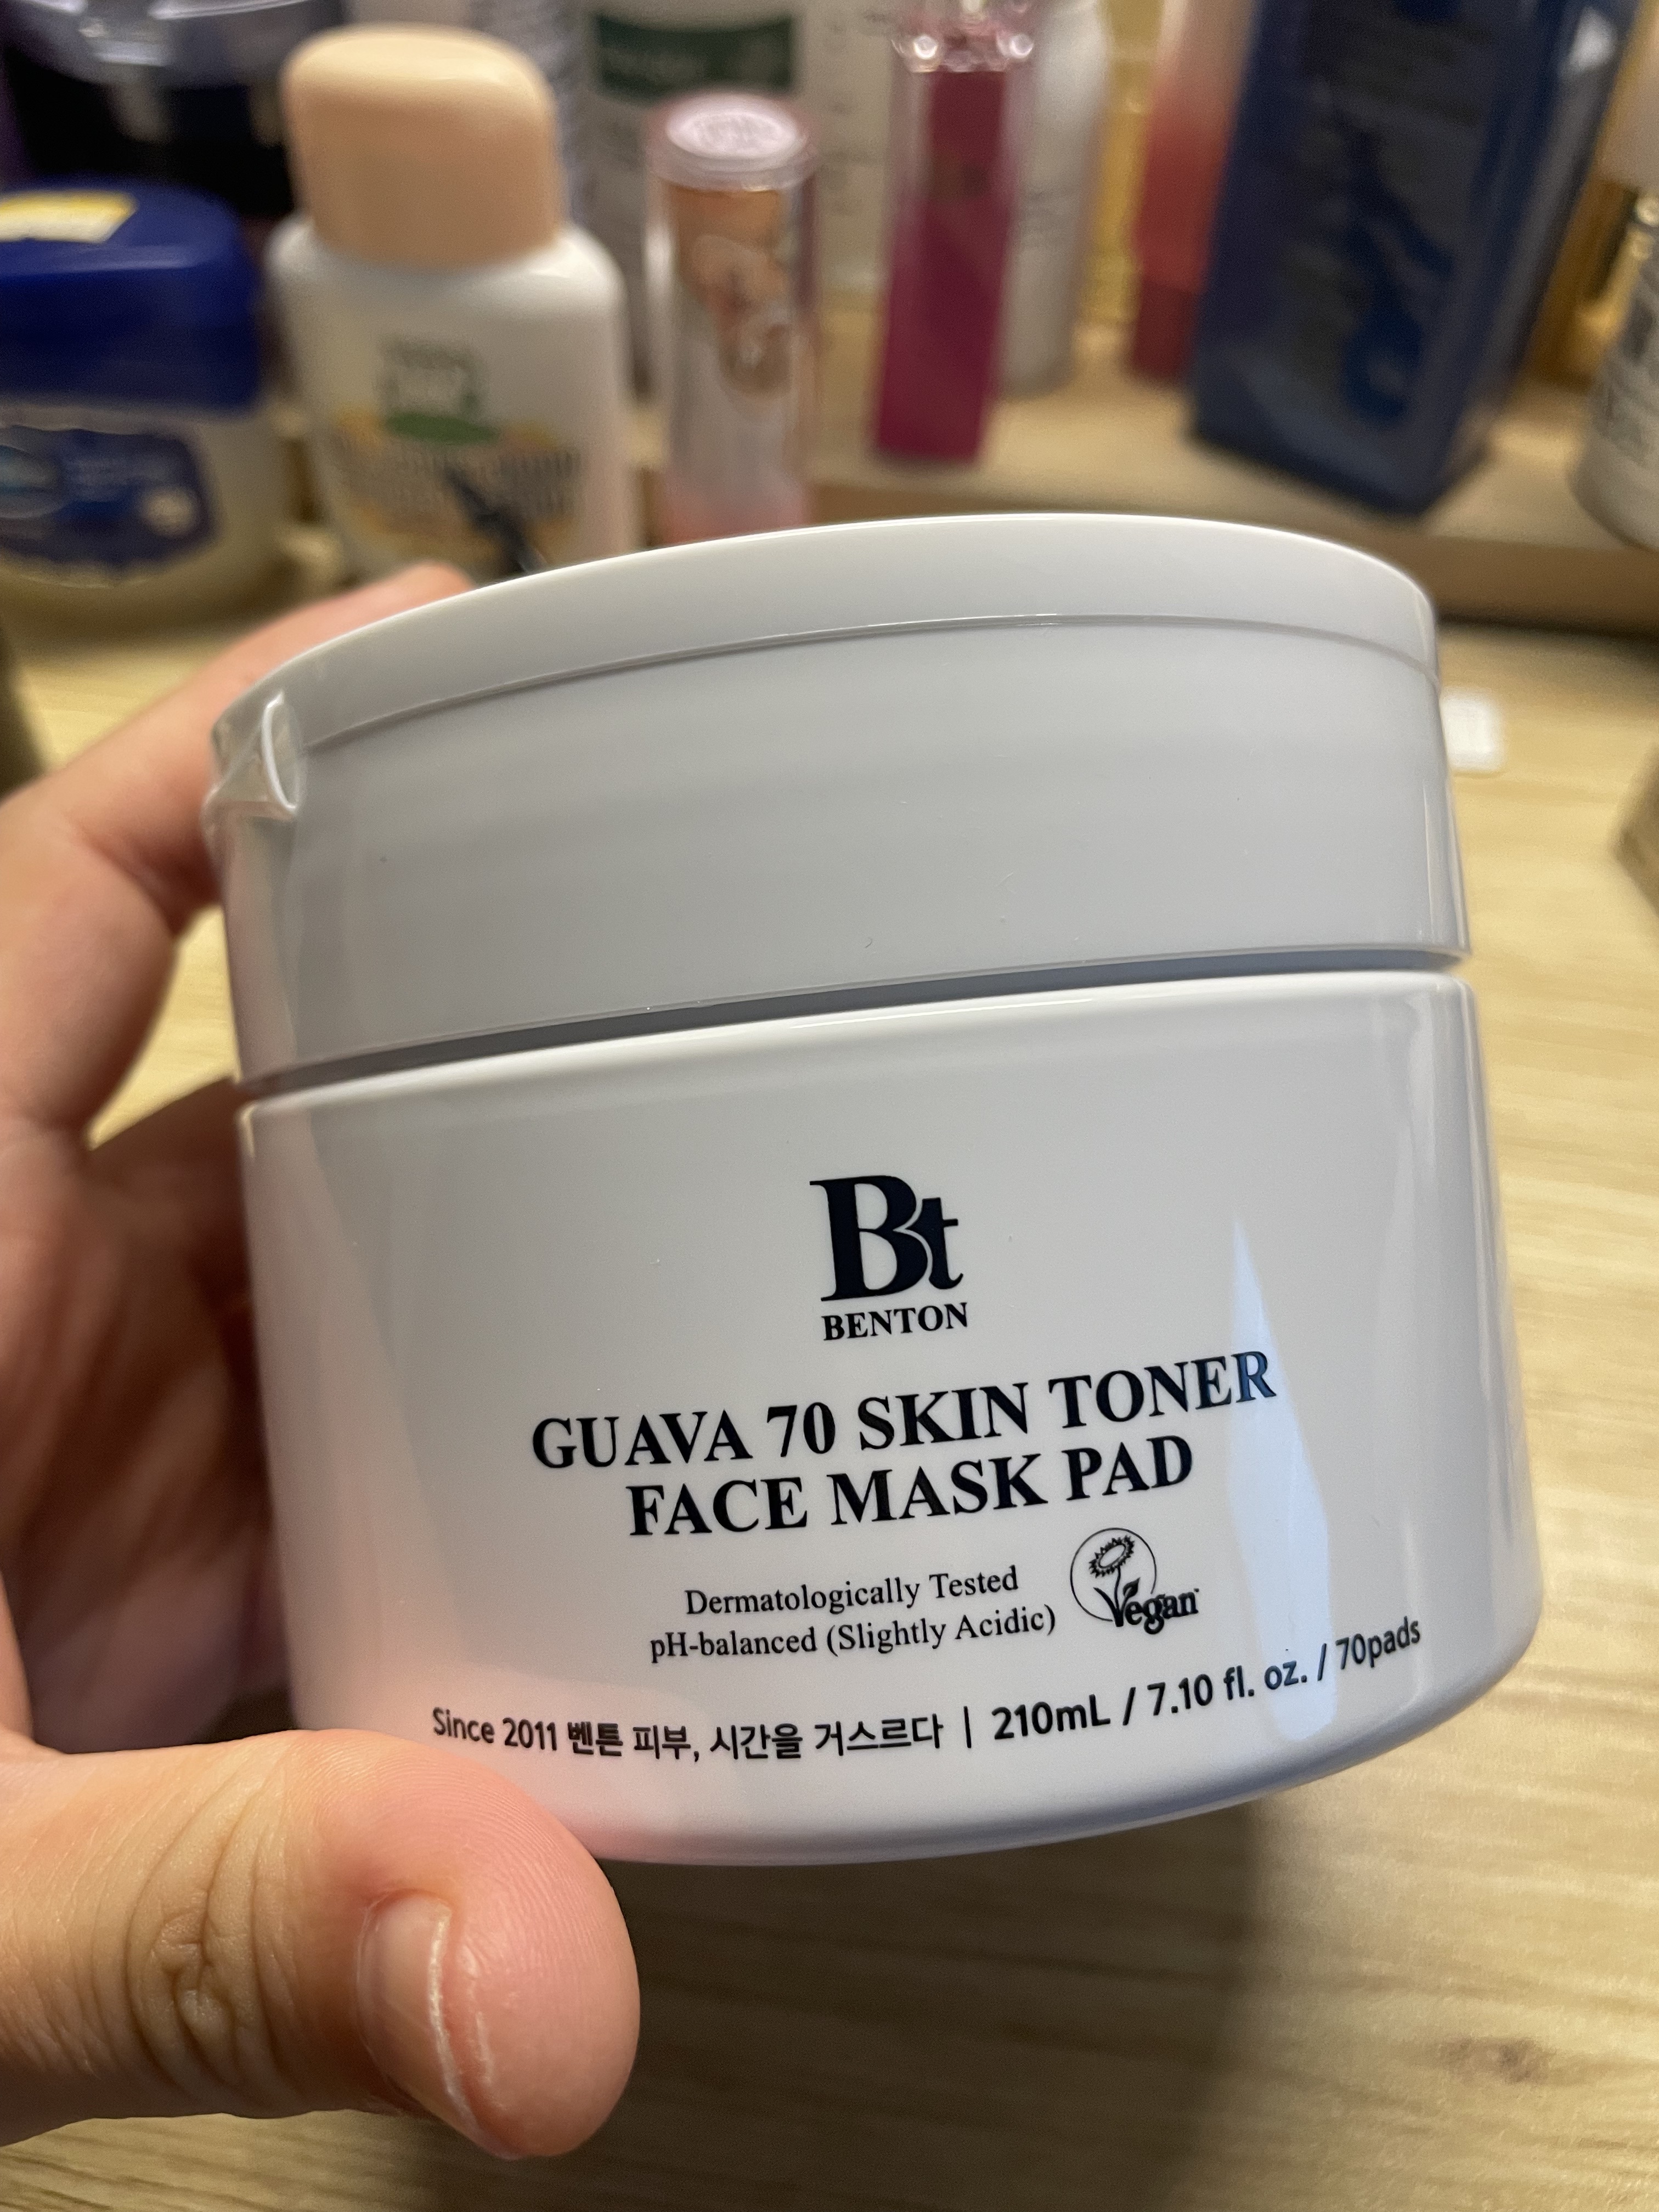 Bt
BENTON
GUAVA 70 SKIN TONER
FACE MASK PAD
Dermatologically Tested
pH-balanced (Slightly Acidic)
Vegan
Since 2011 벤튼 피부, 시간을 거스르다 | 210mL / 7.10 fl. oz. / 70pads